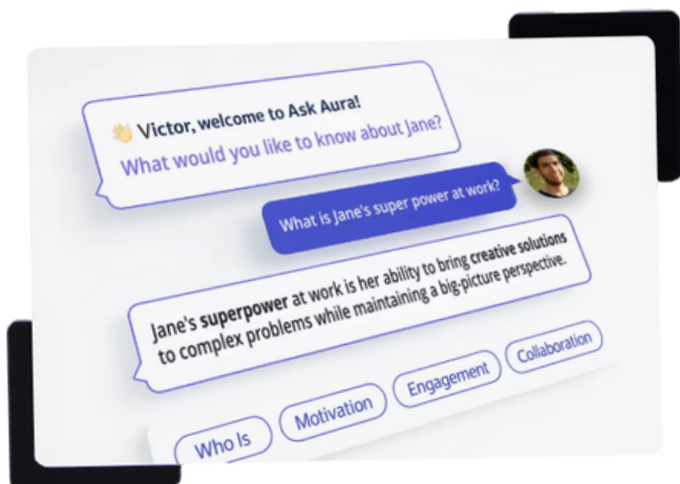 👋 Victor, welcome to Ask Aura!
What would you like to know about Jane?
What is Jane's super power at work?
Jane's superpower at work is her ability to bring creative solutions
to complex problems while maintaining a big-picture perspective.
Who Is
Motivation
Engagement
Collaboration